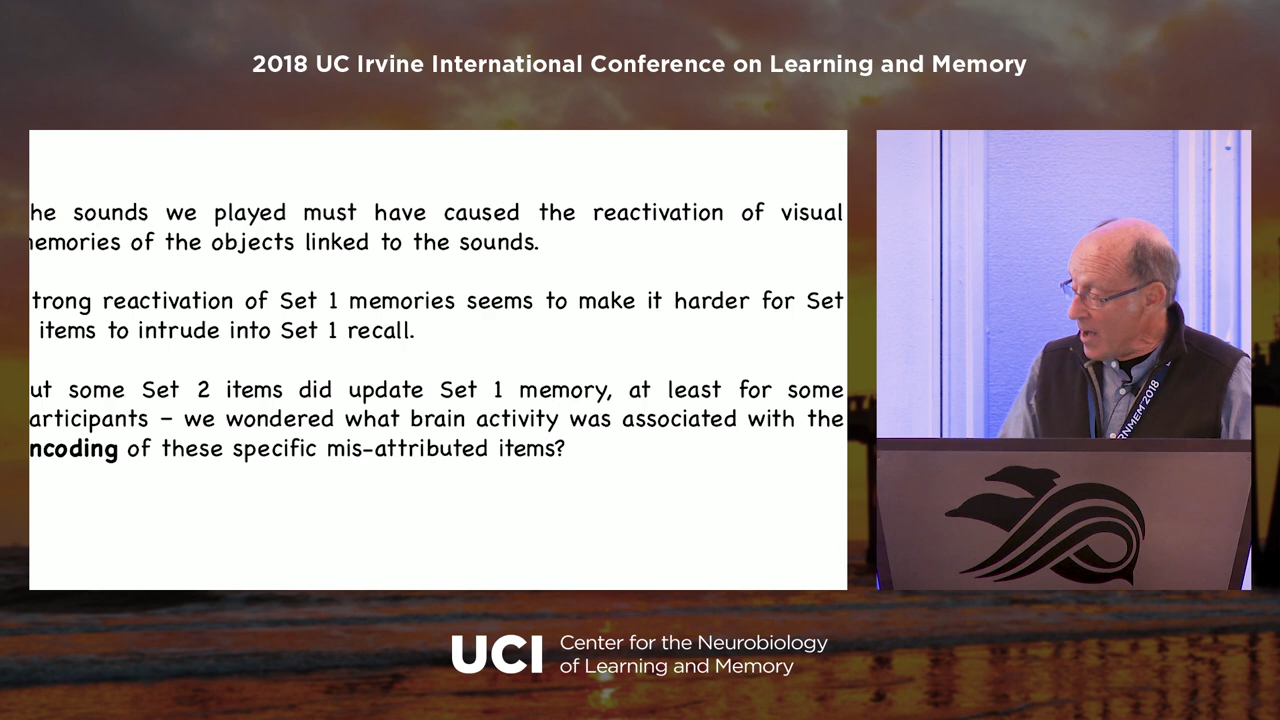 2018 UC Irvine International Conference on Learning and Memory
he sounds we played must have caused the reactivation of visual
emories of the objects linked to the sounds.
trong reactivation of Set 1 memories seems to make it harder for Set
items to intrude into Set 1 recall.
ut some Set 2 items did update Set 1 memory, at least for some
articipants – we wondered what brain activity was associated with the
ncoding of these specific mis-attributed items?
RNMEM2018
UCI Center for the Neurobiology
of Learning and Memory